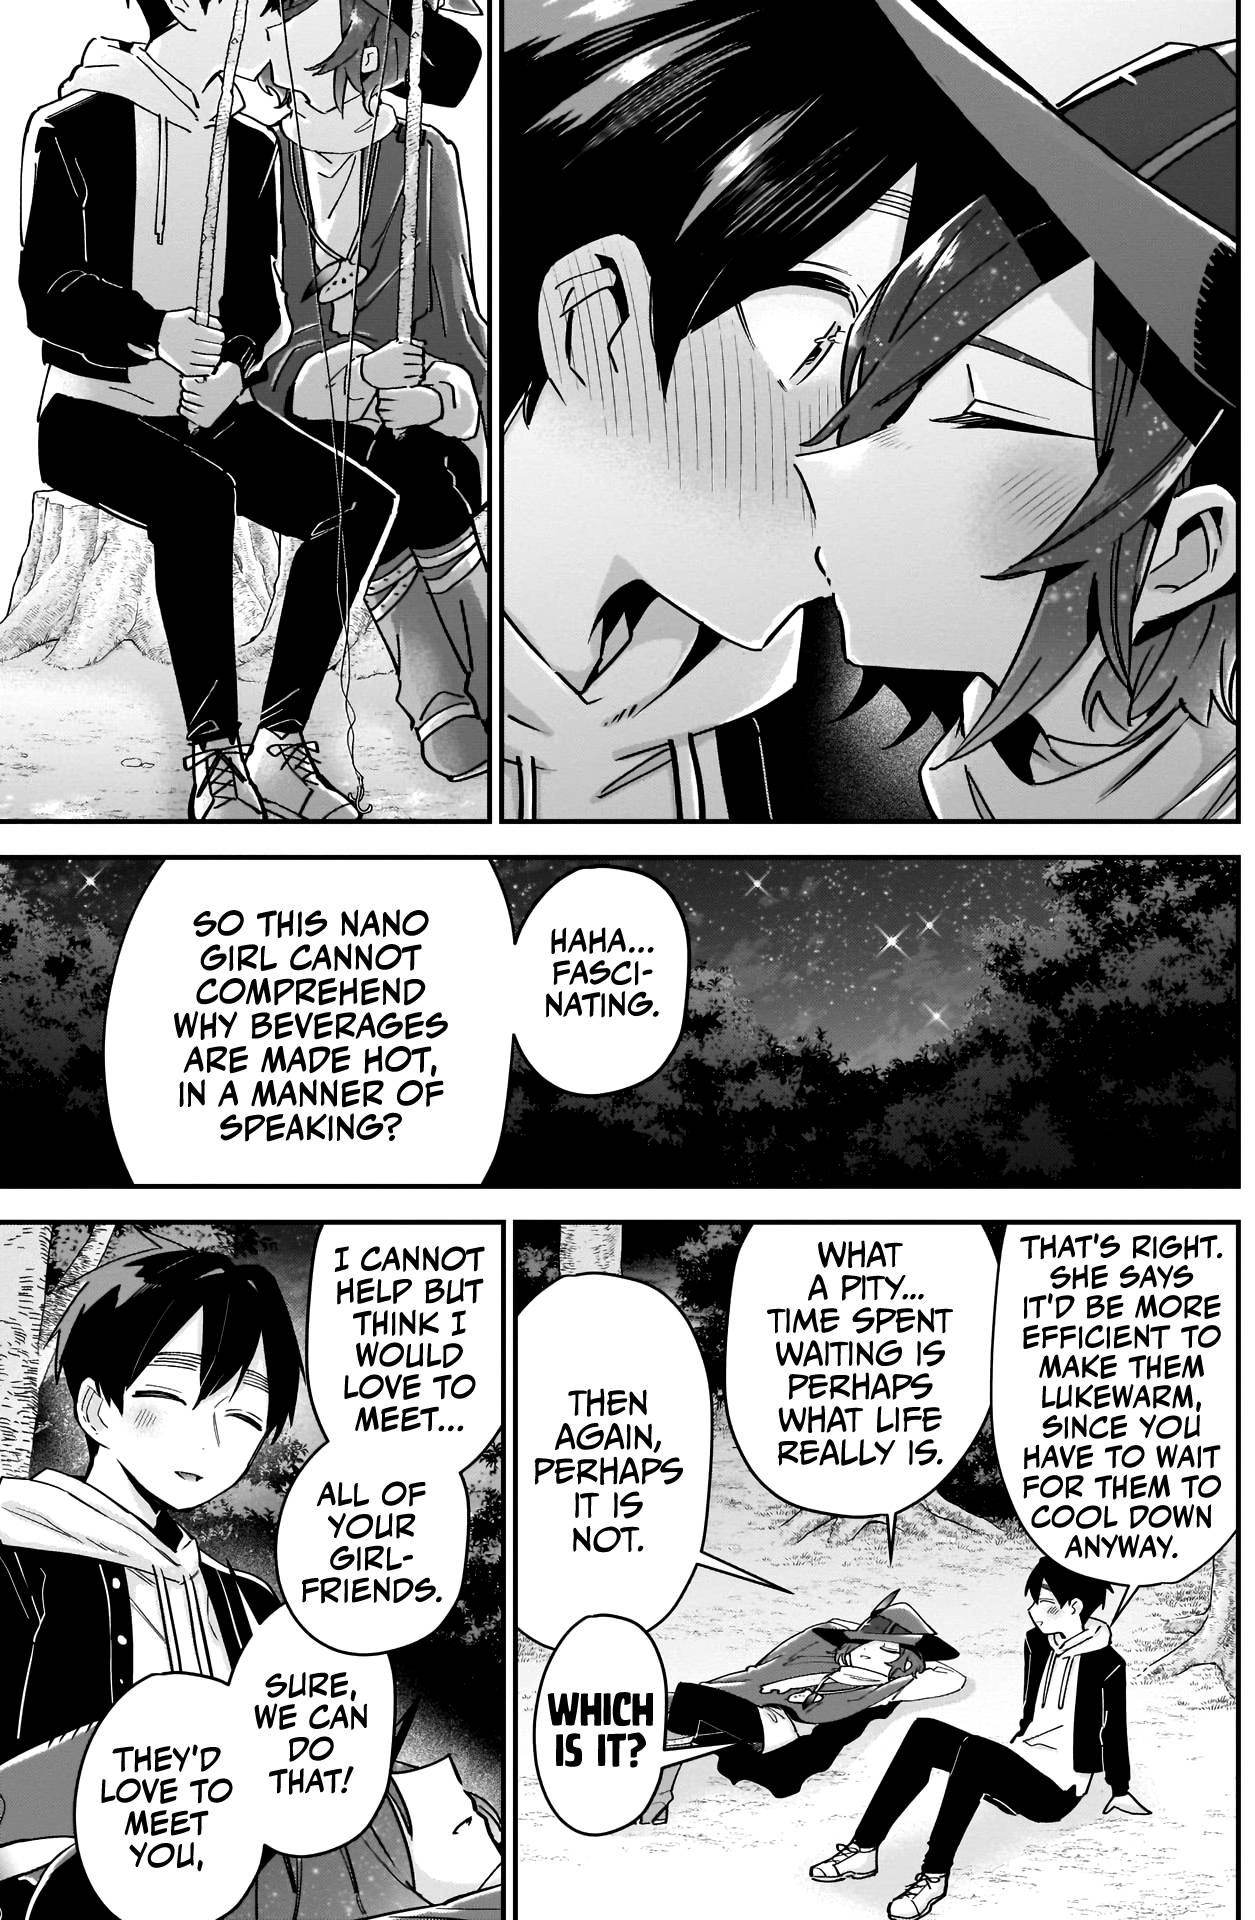 HAHA...
FASCI-
NATING.
SO THIS NANO
GIRL CANNOT
COMPREHEND
WHY BEVERAGES
ARE MADE HOT,
IN A MANNER OF
SPEAKING?
THAT'S RIGHT.
SHE SAYS
IT'D BE MORE
EFFICIENT TO
MAKE THEM
LUKEWARM,
SINCE YOU
HAVE TO WAIT
FOR THEM TO
COOL DOWN
ANYWAY.
WHAT
A PITY...
TIME SPENT
WAITING IS
PERHAPS
WHAT LIFE
REALLY IS.
THEN
AGAIN,
PERHAPS
IT IS
NOT.
WHICH
IS IT?
I CANNOT
HELP BUT
THINK I
WOULD
LOVE TO
MEET...
ALL OF
YOUR
GIRL-
FRIENDS.
SURE,
WE CAN
DO
THAT!
THEY'D
LOVE TO
MEET
YOU,